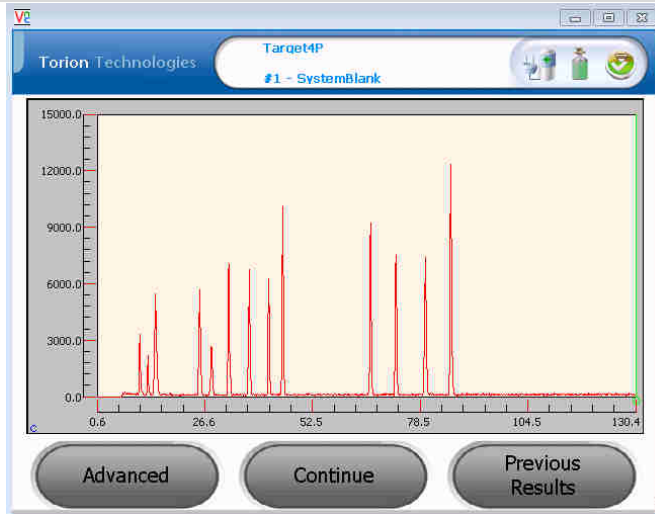 V2
Target4P
Torion Technologies
#1 - SystemBlank
15000.0
12000.0
9000.0
6000.0
3000.0
0.0
0.6 26.6 52.5 78.5 104.5 130.4
C
Advanced Continue Previous
Results